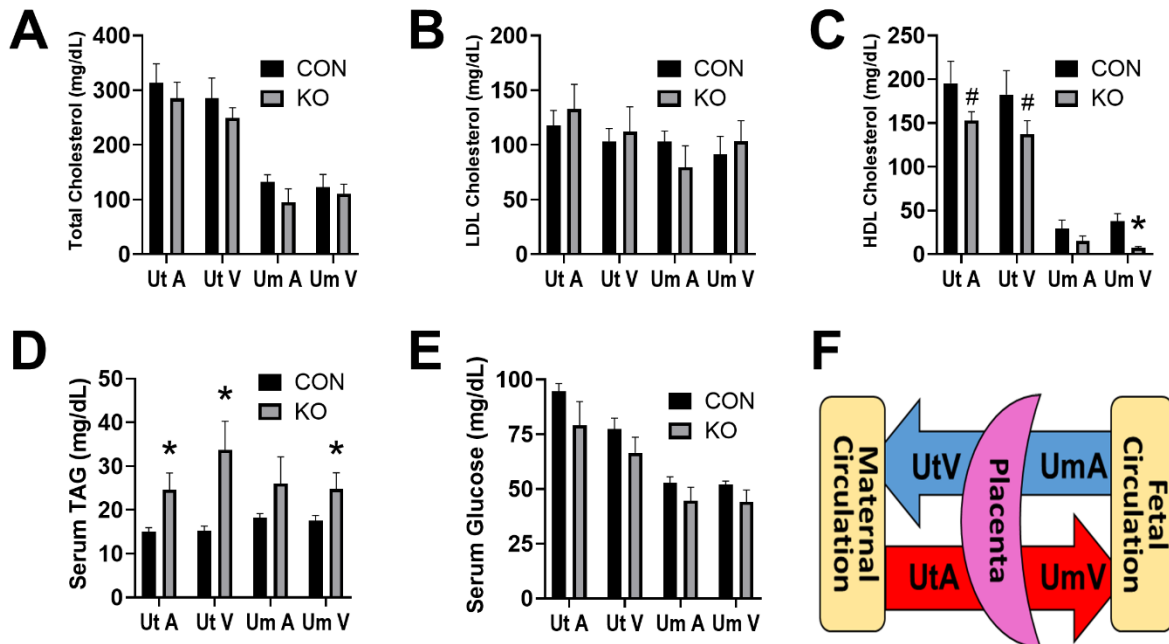 A
Total Cholesterol (mg/dL)
400
300
200
100
0
CON
KO
Ut A Ut V Um A Um V
B
LDL Cholesterol (mg/dL)
200
150
100
50
0
CON
KO
Ut A Ut V Um A Um V
C
HDL Cholesterol (mg/dL)
250
200
150
100
50
0
CON
KO
# # *
Ut A Ut V Um A Um V
D
Serum TAG (mg/dL)
50
40
30
20
10
0
CON
KO
* * *
Ut A Ut V Um A Um V
E
Serum Glucose (mg/dL)
100
75
50
25
0
CON
KO
Ut A Ut V Um A Um V
F
Maternal
Circulation
UtV
UtA
Placenta
UmA
UmV
Fetal
Circulation